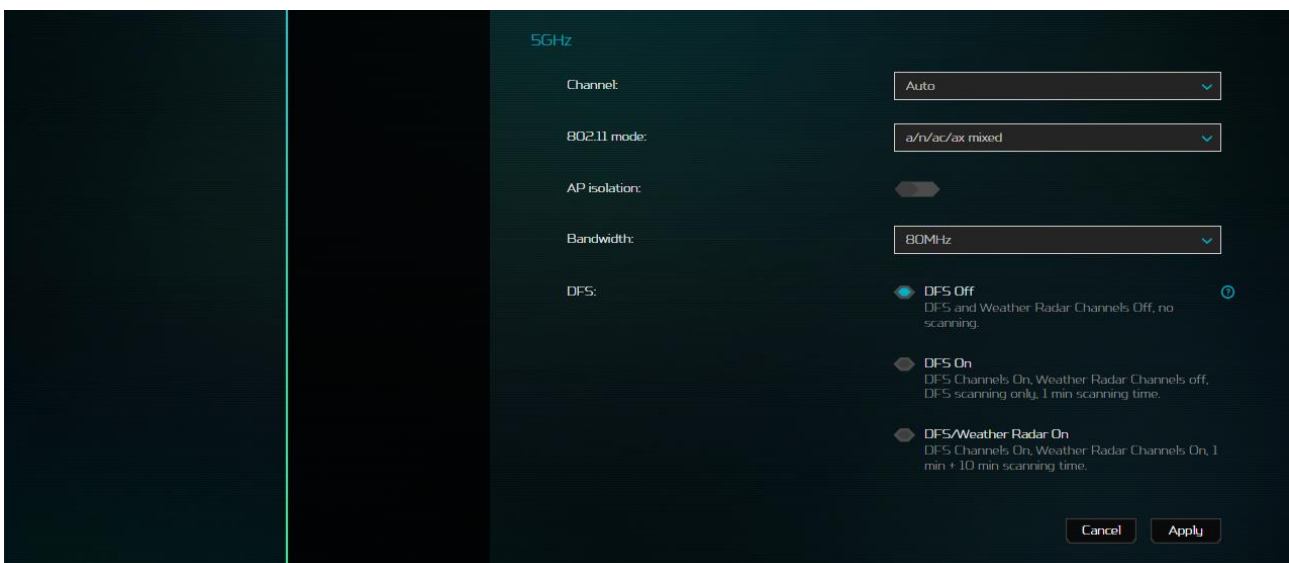 5GHz
Channel:
Auto
802.11 mode:
a/n/ac/ax mixed
AP isolation:
Bandwidth:
80MHz
DFS:
DFS Off
DFS and Weather Radar Channels Off, no
scanning.
DFS On
DFS Channels On, Weather Radar Channels off,
DFS scanning only, 1 min scanning time.
DFS/Weather Radar On
DFS Channels On, Weather Radar Channels On, 1
min + 10 min scanning time.
Cancel
Apply